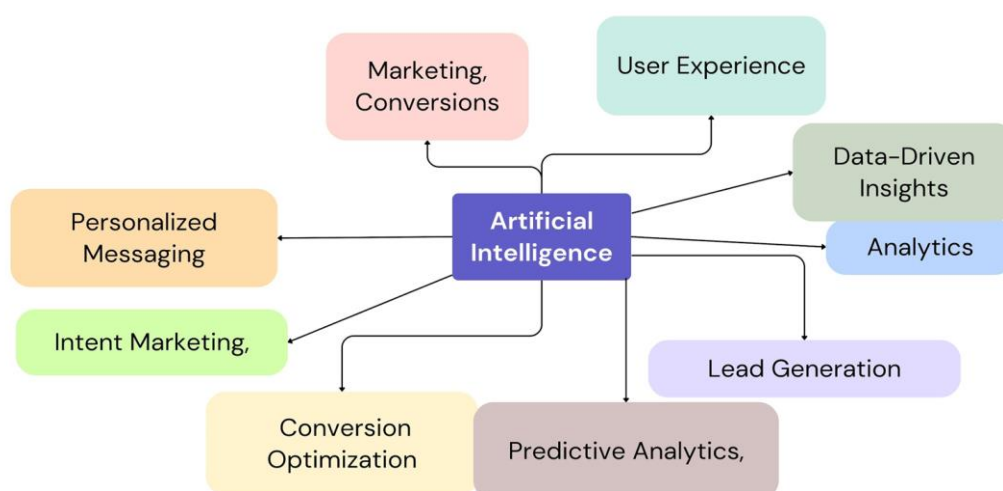 Marketing,
Conversions
User Experience
Data-Driven
Insights
Personalized
Messaging
Artificial
Intelligence
Analytics
Intent Marketing,
Lead Generation
Conversion
Optimization
Predictive Analytics,